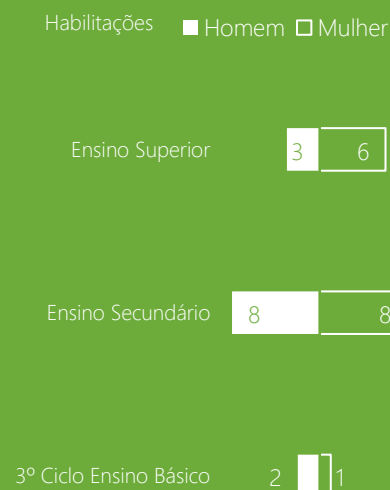 Habilitações Homem Mulher
Ensino Superior 3 6
Ensino Secundário 8 8
3º Ciclo Ensino Básico 2 1